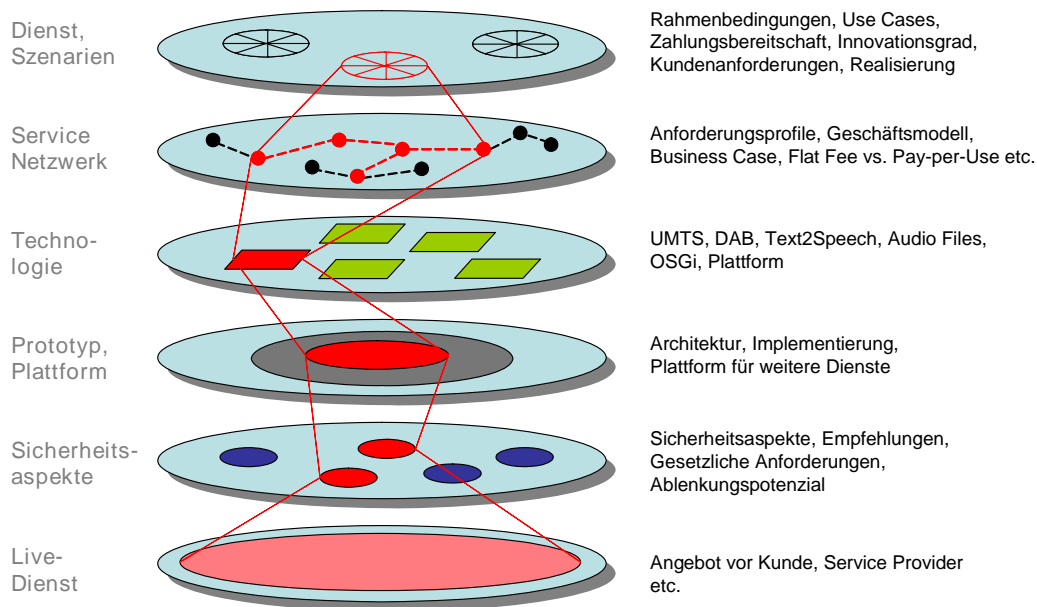 Dienst,
Szenarien
Rahmenbedingungen, Use Cases,
Zahlungsbereitschaft, Innovationsgrad,
Kundenanforderungen, Realisierung
Service
Netzwerk
Anforderungsprofile, Geschäftsmodell,
Business Case, Flat Fee vs. Pay-per-Use etc.
Techno-
logie
UMTS, DAB, Text2Speech, Audio Files,
OSGi, Plattform
Prototyp,
Plattform
Architektur, Implementierung,
Plattform für weitere Dienste
Sicherheits-
aspekte
Sicherheitsaspekte, Empfehlungen,
Gesetzliche Anforderungen,
Ablenkungspotenzial
Live-
Dienst
Angebot vor Kunde, Service Provider
etc.